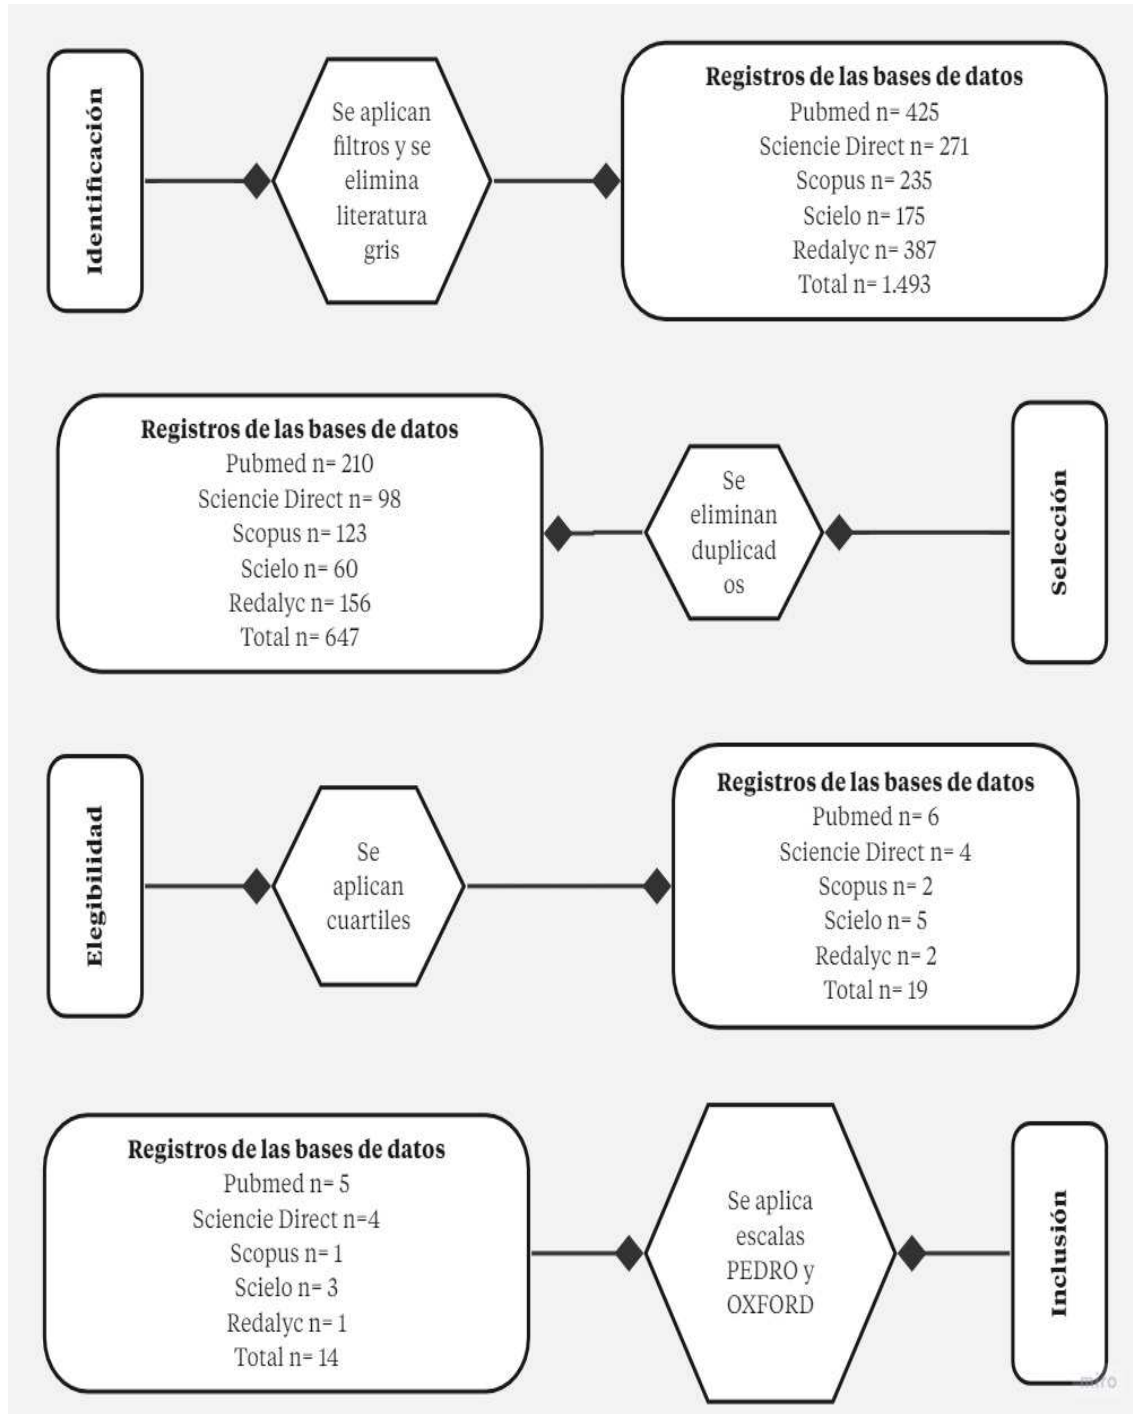 Identificación
Se aplican
filtros y se
elimina
literatura
gris
Registros de las bases de datos
Pubmed n= 425
Sciencie Direct n= 271
Scopus n= 235
Scielo n= 175
Redalyc n= 387
Total n= 1.493
Registros de las bases de datos
Pubmed n= 210
Sciencie Direct n= 98
Scopus n= 123
Scielo n= 60
Redalyc n= 156
Total n= 647
Se
eliminan
duplicad
os
Selección
Elegibilidad
Se
aplican
cuartiles
Registros de las bases de datos
Pubmed n= 6
Sciencie Direct n= 4
Scopus n= 2
Scielo n= 5
Redalyc n= 2
Total n= 19
Registros de las bases de datos
Pubmed n= 5
Sciencie Direct n=4
Scopus n= 1
Scielo n= 3
Redalyc n= 1
Total n= 14
Se aplica
escalas
PEDRO y
OXFORD
Inclusión
miro